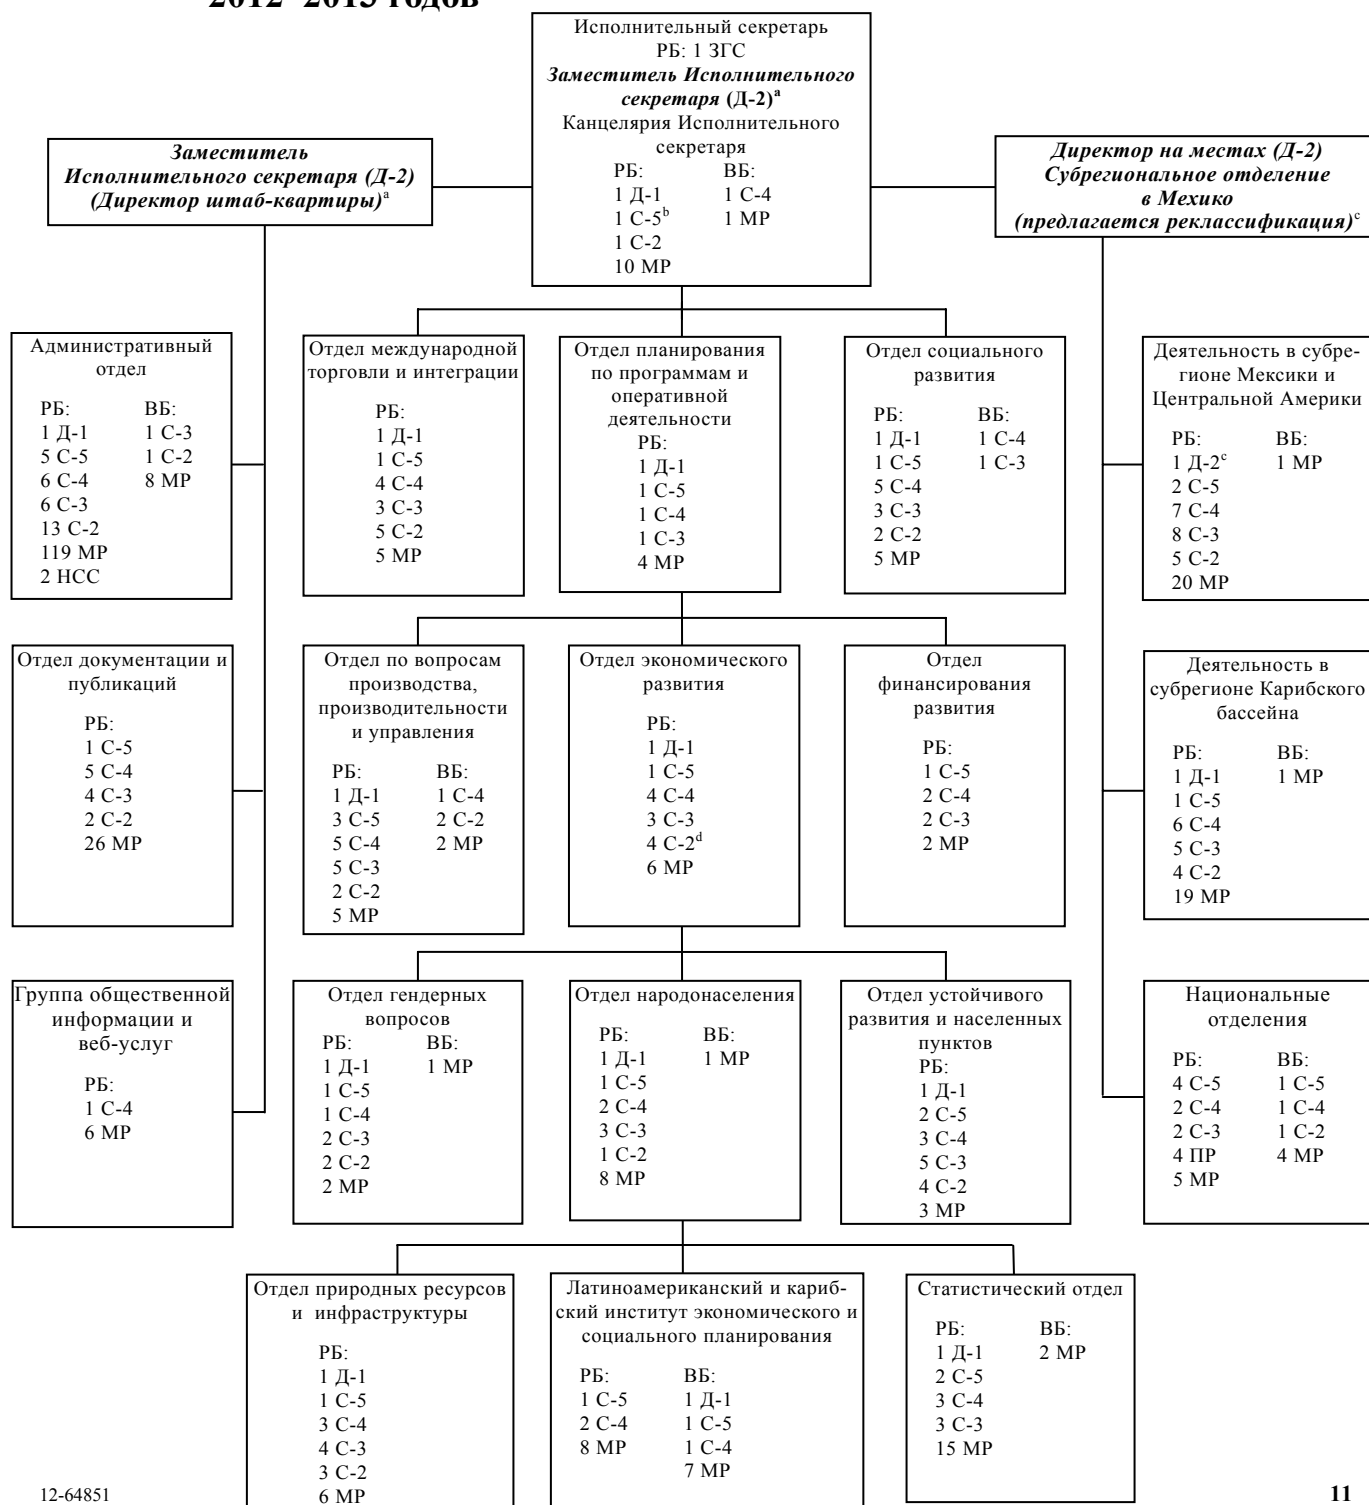 2012–2013 годов
Исполнительный секретарь
РБ: 1 ЗГС
Заместитель Исполнительного
секретаря (Д-2)a
Канцелярия Исполнительного
секретаря
РБ: ВБ:
1 Д-1 1 С-4
1 С-5b 1 МР
1 С-2
10 МР
Заместитель
Исполнительного секретаря (Д-2)
(Директор штаб-квартиры)a
Директор на местах (Д-2)
Субрегиональное отделение
в Мехико
(предлагается реклассификация)c
Административный
отдел
РБ: ВБ:
1 Д-1 1 С-3
5 С-5 1 С-2
6 С-4 8 МР
6 С-3
13 С-2
119 МР
2 НСС
Отдел международной
торговли и интеграции
РБ:
1 Д-1
1 С-5
4 С-4
3 С-3
5 С-2
5 МР
Отдел планирования
по программам и
оперативной
деятельности
РБ:
1 Д-1
1 С-5
1 С-4
1 С-3
4 МР
Отдел социального
развития
РБ: ВБ:
1 Д-1 1 С-4
1 С-5 1 С-3
5 С-4
3 С-3
2 С-2
5 МР
Деятельность в субре-
гионе Мексики и
Центральной Америки
РБ: ВБ:
1 Д-2c 1 МР
2 С-5
7 С-4
8 С-3
5 С-2
20 МР
Отдел документации и
публикаций
РБ:
1 С-5
5 С-4
4 С-3
2 С-2
26 МР
Отдел по вопросам
производства,
производительности
и управления
РБ: ВБ:
1 Д-1 1 С-4
3 С-5 2 С-2
5 С-4 2 МР
5 С-3
2 С-2
5 МР
Отдел экономического
развития
РБ:
1 Д-1
1 С-5
4 С-4
3 С-3
4 С-2d
6 МР
Отдел
финансирования
развития
РБ:
1 С-5
2 С-4
2 С-3
2 МР
Деятельность в
субрегионе Карибского
бассейна
РБ: ВБ:
1 Д-1 1 МР
1 С-5
6 С-4
5 С-3
4 С-2
19 МР
Группа общественной
информации и
веб-услуг
РБ:
1 С-4
6 МР
Отдел гендерных
вопросов
РБ: ВБ:
1 Д-1 1 МР
1 С-5
1 С-4
2 С-3
2 С-2
2 МР
Отдел народонаселения
РБ: ВБ:
1 Д-1 1 МР
1 С-5
2 С-4
3 С-3
1 С-2
8 МР
Отдел устойчивого
развития и населенных
пунктов
РБ:
1 Д-1
2 С-5
3 С-4
5 С-3
4 С-2
3 МР
Национальные
отделения
РБ: ВБ:
4 С-5 1 С-5
2 С-4 1 С-4
2 С-3 1 С-2
4 ПР 4 МР
5 МР
Отдел природных ресурсов
и инфраструктуры
РБ:
1 Д-1
1 С-5
3 С-4
4 С-3
3 С-2
6 МР
Латиноамериканский и кариб-
ский институт экономического и
социального планирования
РБ: ВБ:
1 С-5 1 Д-1
2 С-4 1 С-5
8 МР 1 С-4
7 МР
Статистический отдел
РБ: ВБ:
1 Д-1 2 МР
2 С-5
3 С-4
3 С-3
15 МР
12-64851 11